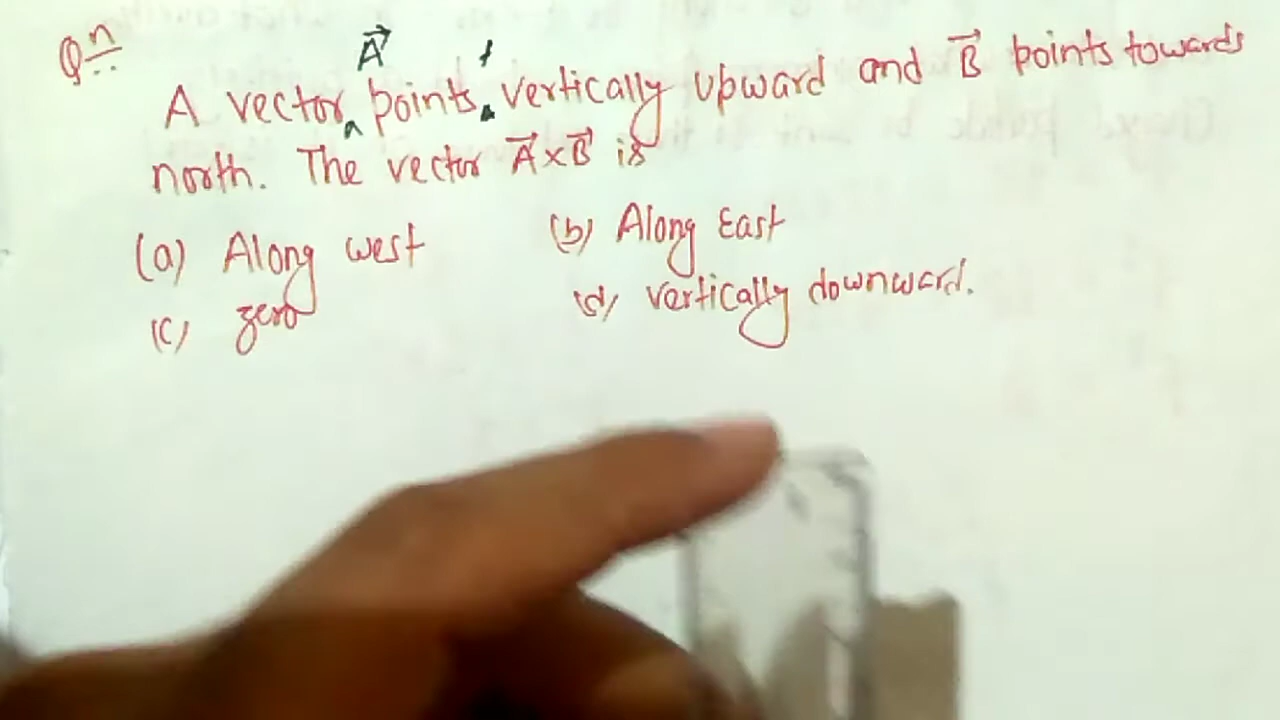 Qn
A⃗
A vector points vertically upward and B⃗ points towards
north. The vector A⃗×B⃗ is
(a) Along west (b) Along East
(c) zero (d) vertically downward.